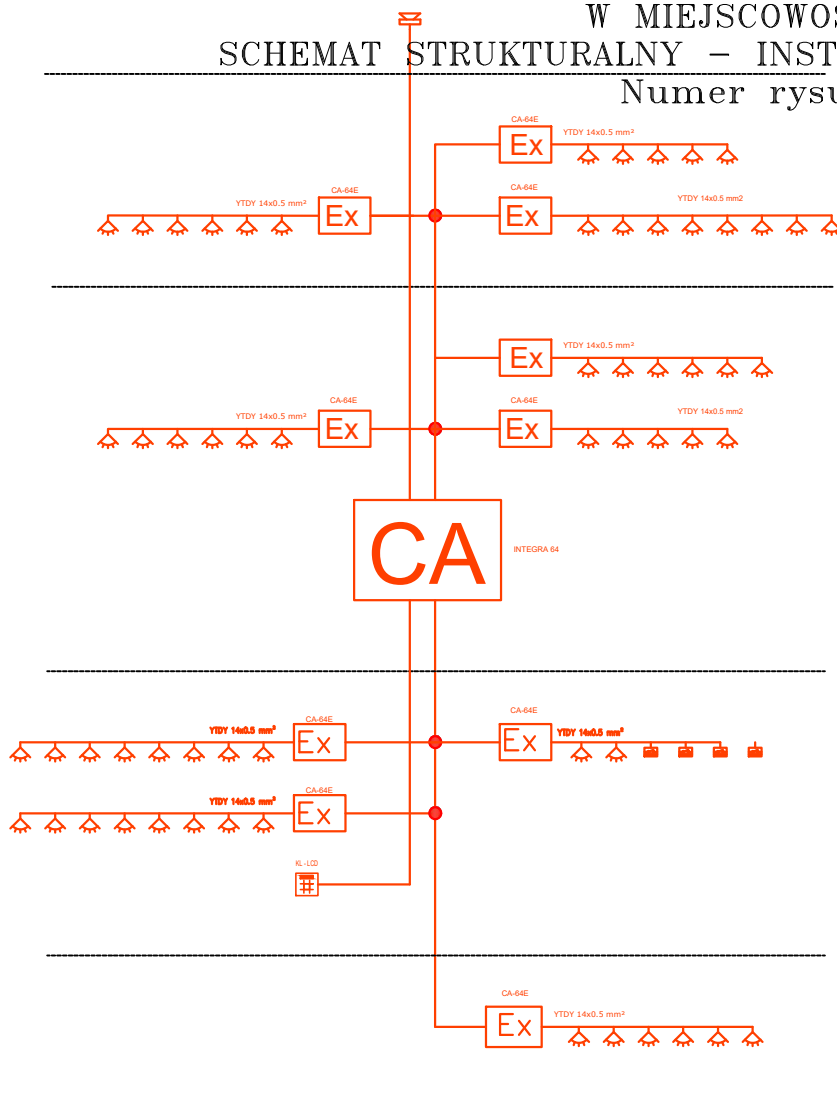 W MIEJSCOWOŚ
SCHEMAT STRUKTURALNY – INST
Numer rysu
CA-64E
Ex
YTDY 14x0.5 mm²
YTDY 14x0.5 mm²
CA-64E
Ex
CA-64E
Ex
YTDY 14x0.5 mm2
Ex
YTDY 14x0.5 mm²
YTDY 14x0.5 mm²
CA-64E
Ex
CA-64E
Ex
YTDY 14x0.5 mm2
CA
INTEGRA 64
YTDY 14x0.5 mm²
CA-64E
Ex
CA-64E
Ex
YTDY 14x0.5 mm²
YTDY 14x0.5 mm²
CA-64E
Ex
KL-LCD
CA-64E
Ex
YTDY 14x0.5 mm²